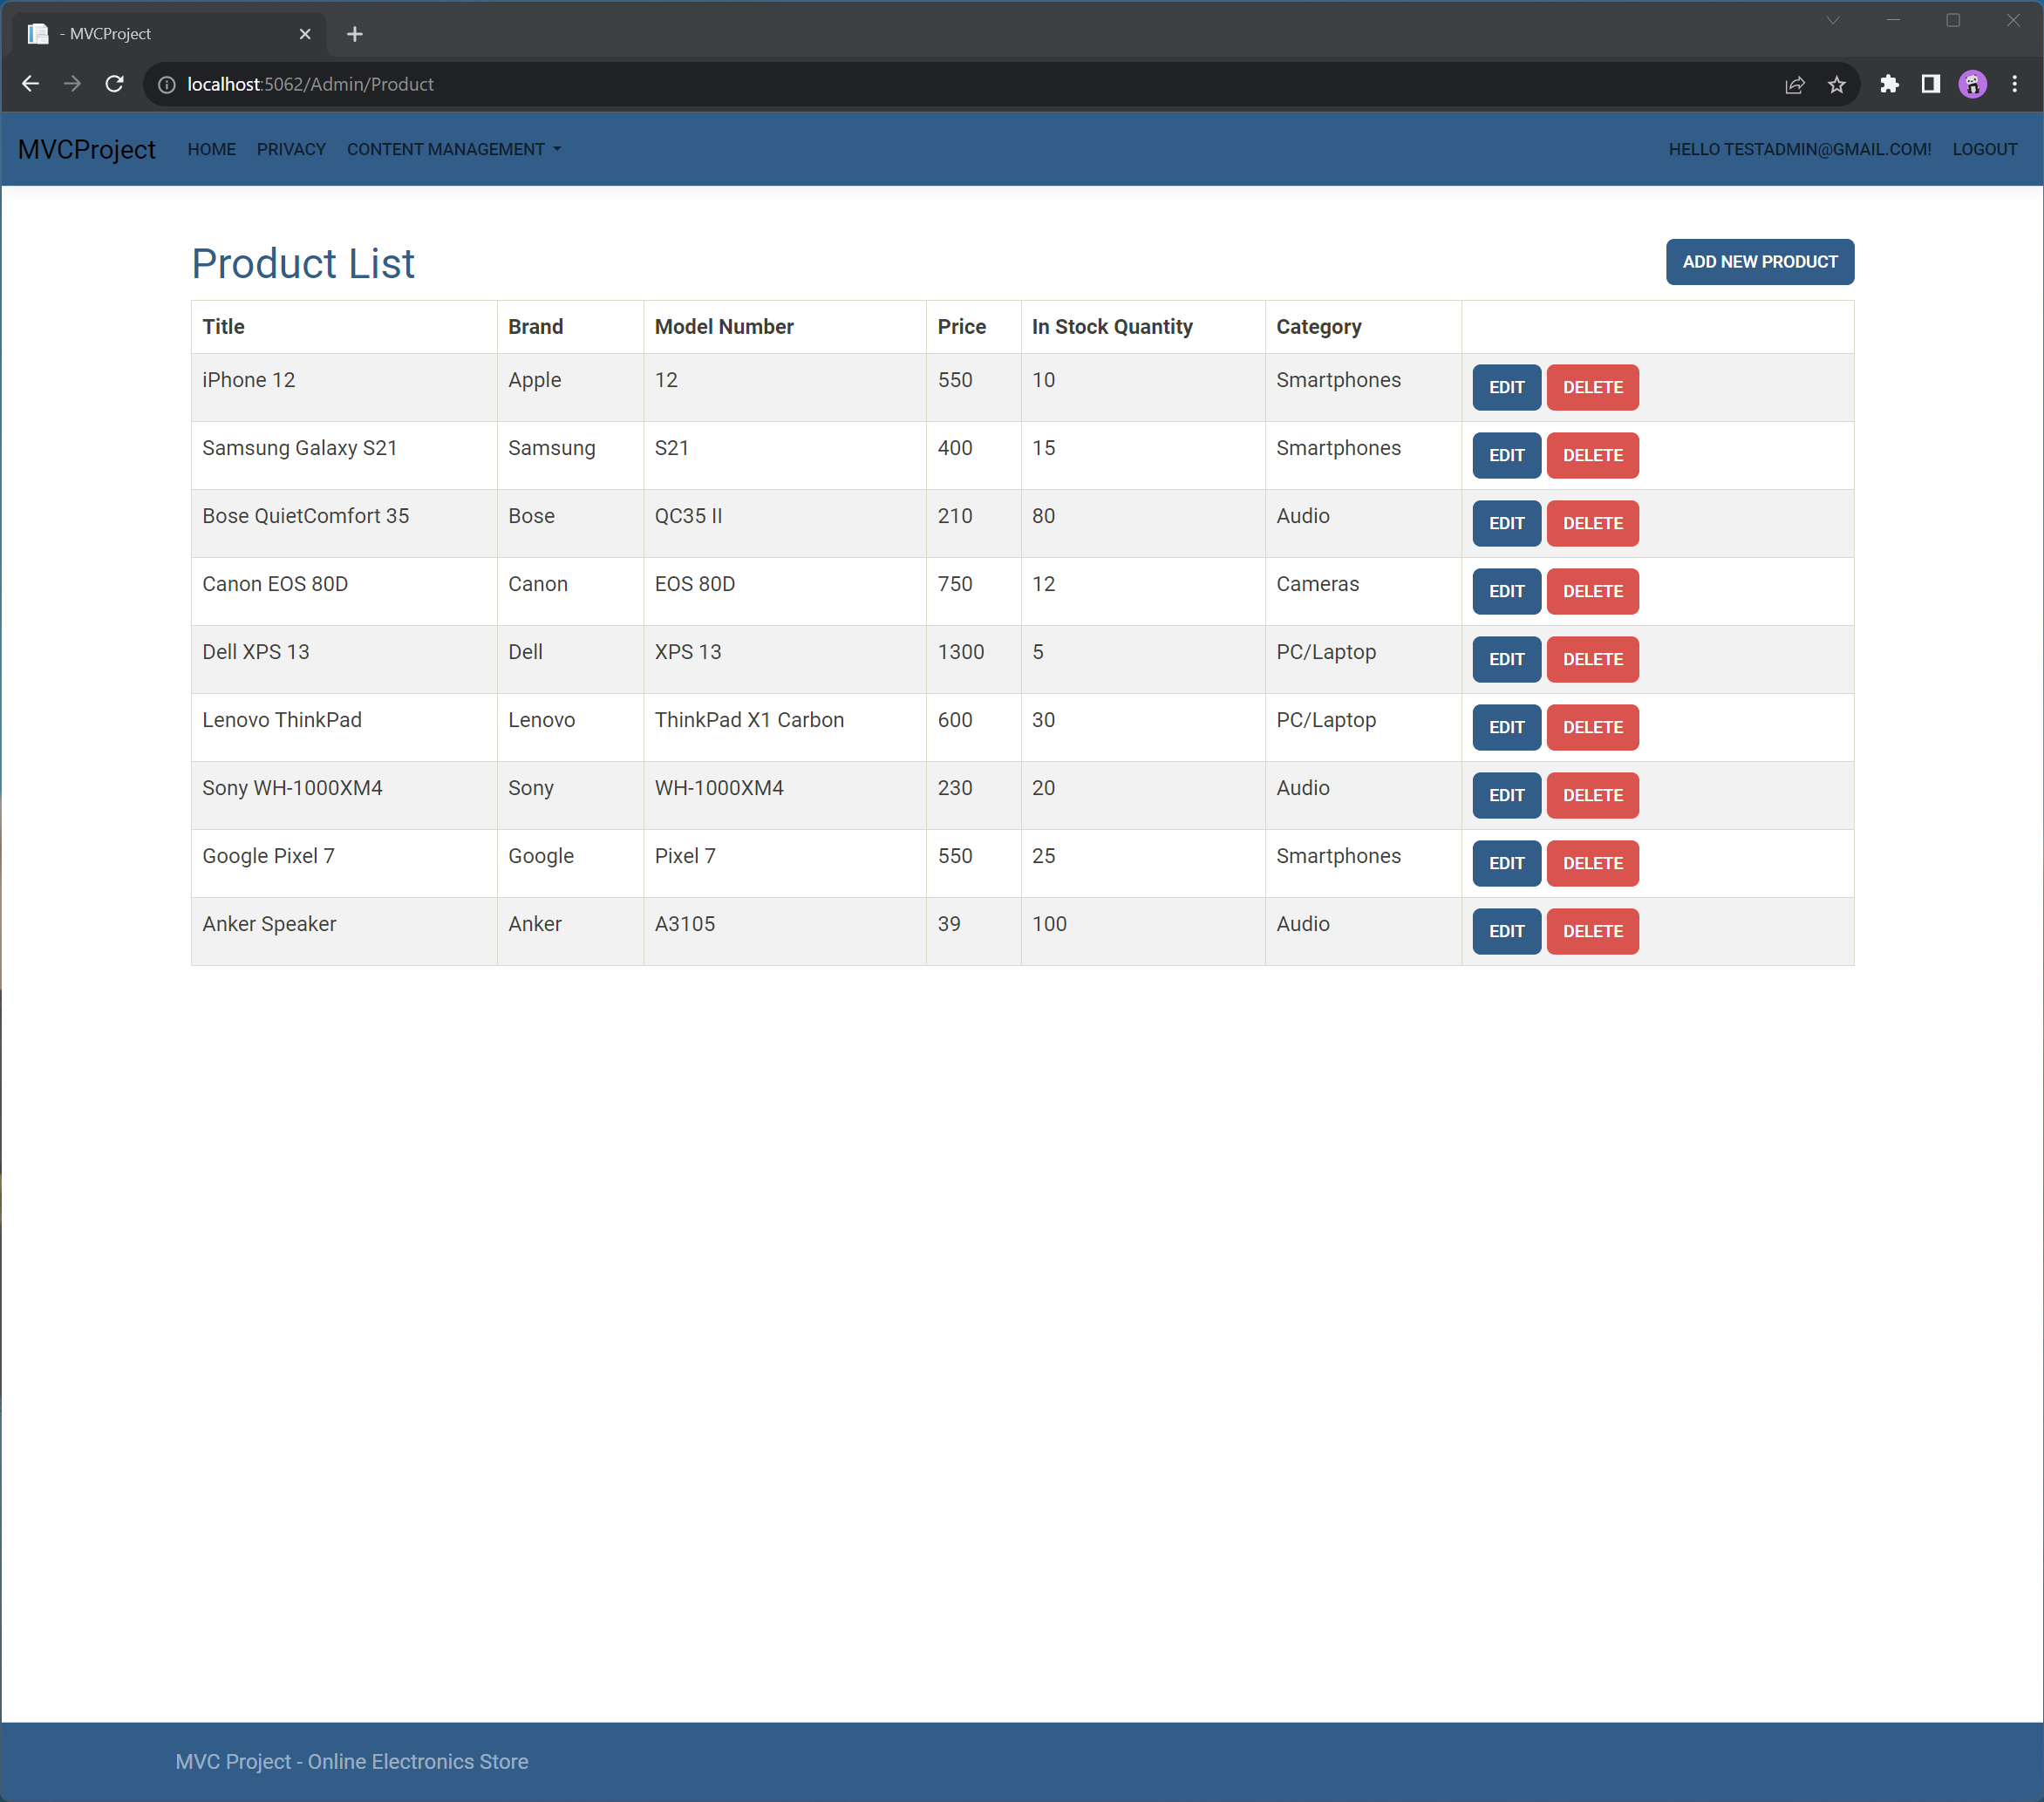 - MVCProject
localhost:5062/Admin/Product
MVCProject HOME PRIVACY CONTENT MANAGEMENT HELLO TESTADMIN@GMAIL.COM! LOGOUT
Product List ADD NEW PRODUCT
Title Brand Model Number Price In Stock Quantity Category
iPhone 12 Apple 12 550 10 Smartphones EDIT DELETE
Samsung Galaxy S21 Samsung S21 400 15 Smartphones EDIT DELETE
Bose QuietComfort 35 Bose QC35 II 210 80 Audio EDIT DELETE
Canon EOS 80D Canon EOS 80D 750 12 Cameras EDIT DELETE
Dell XPS 13 Dell XPS 13 1300 5 PC/Laptop EDIT DELETE
Lenovo ThinkPad Lenovo ThinkPad X1 Carbon 600 30 PC/Laptop EDIT DELETE
Sony WH-1000XM4 Sony WH-1000XM4 230 20 Audio EDIT DELETE
Google Pixel 7 Google Pixel 7 550 25 Smartphones EDIT DELETE
Anker Speaker Anker A3105 39 100 Audio EDIT DELETE
MVC Project - Online Electronics Store